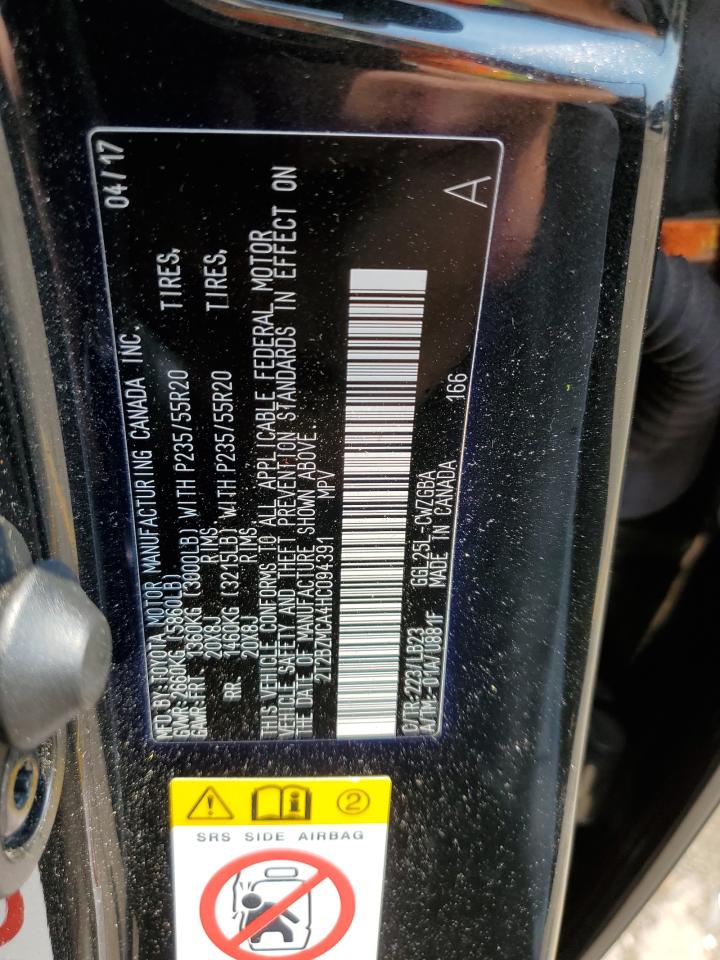 MFD BY: TOYOTA MOTOR MANUFACTURING CANADA INC. 04/17
GVWR: 2660KG (5860LB)
GAWR: FRT 1360KG (3000LB) WITH P235/55R20 TIRES,
20X8J RIMS
RR 1460KG (3215LB) WITH P235/55R20 TIRES,
20X8J RIMS
THIS VEHICLE CONFORMS TO ALL APPLICABLE FEDERAL MOTOR
VEHICLE SAFETY AND THEFT PREVENTION STANDARDS IN EFFECT ON
THE DATE OF MANUFACTURE SHOWN ABOVE.
2T2BZMCA4HC094391 MPV
C/TR:223/LB23 GGL25L-CWZGBA 166
A/TM:-01A/U881F MADE IN CANADA A
2
SRS SIDE AIRBAG